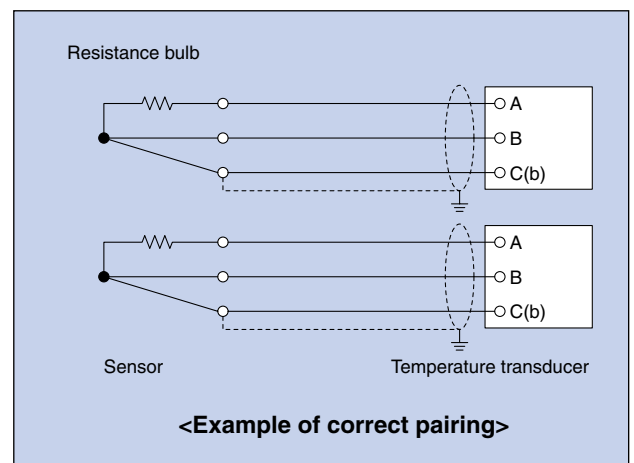 Resistance bulb
A
B
C(b)
A
B
C(b)
Sensor
Temperature transducer
<Example of correct pairing>